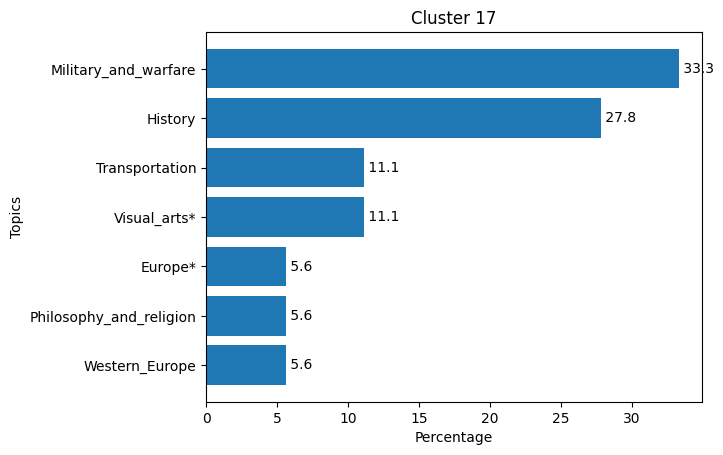 Cluster 17
Military_and_warfare 33.3
History 27.8
Transportation 11.1
Visual_arts* 11.1
Europe* 5.6
Philosophy_and_religion 5.6
Western_Europe 5.6
Topics
0 5 10 15 20 25 30
Percentage